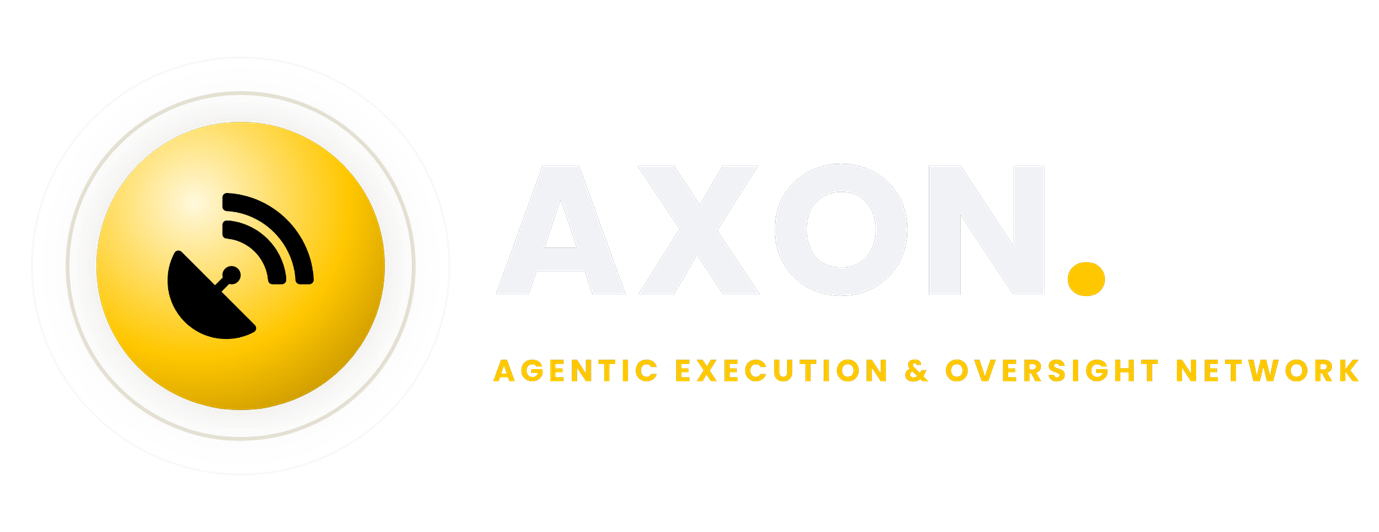 AXON.
AGENTIC EXECUTION & OVERSIGHT NETWORK